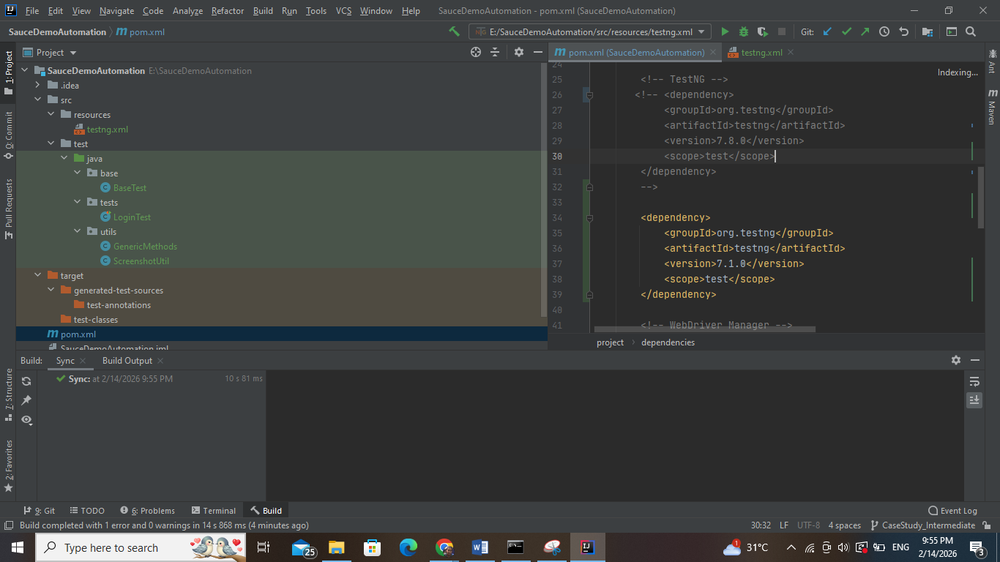 File Edit View Navigate Code Analyze Refactor Build Run Tools VCS Window Help SauceDemoAutomation - pom.xml (SauceDemoAutomation)
SauceDemoAutomation pom.xml E:/SauceDemoAutomation/src/resources/testng.xml Git:
1: Project
0: Commit
Pull Requests
7: Structure
2: Favorites
Project
SauceDemoAutomation E:\SauceDemoAutomation
.idea
src
resources
testng.xml
test
java
base
BaseTest
tests
LoginTest
utils
GenericMethods
ScreenshotUtil
target
generated-test-sources
test-annotations
test-classes
pom.xml
SauceDemoAutomation.iml
pom.xml (SauceDemoAutomation) testng.xml
Indexing...
24
25 <!-- TestNG -->
26 <!-- <dependency>
27 <groupId>org.testng</groupId>
28 <artifactId>testng</artifactId>
29 <version>7.8.0</version>
30 <scope>test</scope>
31 </dependency>
32 -->
33
34 <dependency>
35 <groupId>org.testng</groupId>
36 <artifactId>testng</artifactId>
37 <version>7.1.0</version>
38 <scope>test</scope>
39 </dependency>
40
41 <!-- WebDriver Manager -->
project dependencies
Ant
Maven
Build: Sync Build Output
Sync: at 2/14/2026 9:55 PM 10 s 81 ms
9: Git TODO 6: Problems Terminal Build Event Log
Build completed with 1 error and 0 warnings in 14 s 868 ms (4 minutes ago) 30:32 LF UTF-8 4 spaces CaseStudy_Intermediate
Type here to search 25 1 31°C ENG 9:55 PM
2/14/2026 3